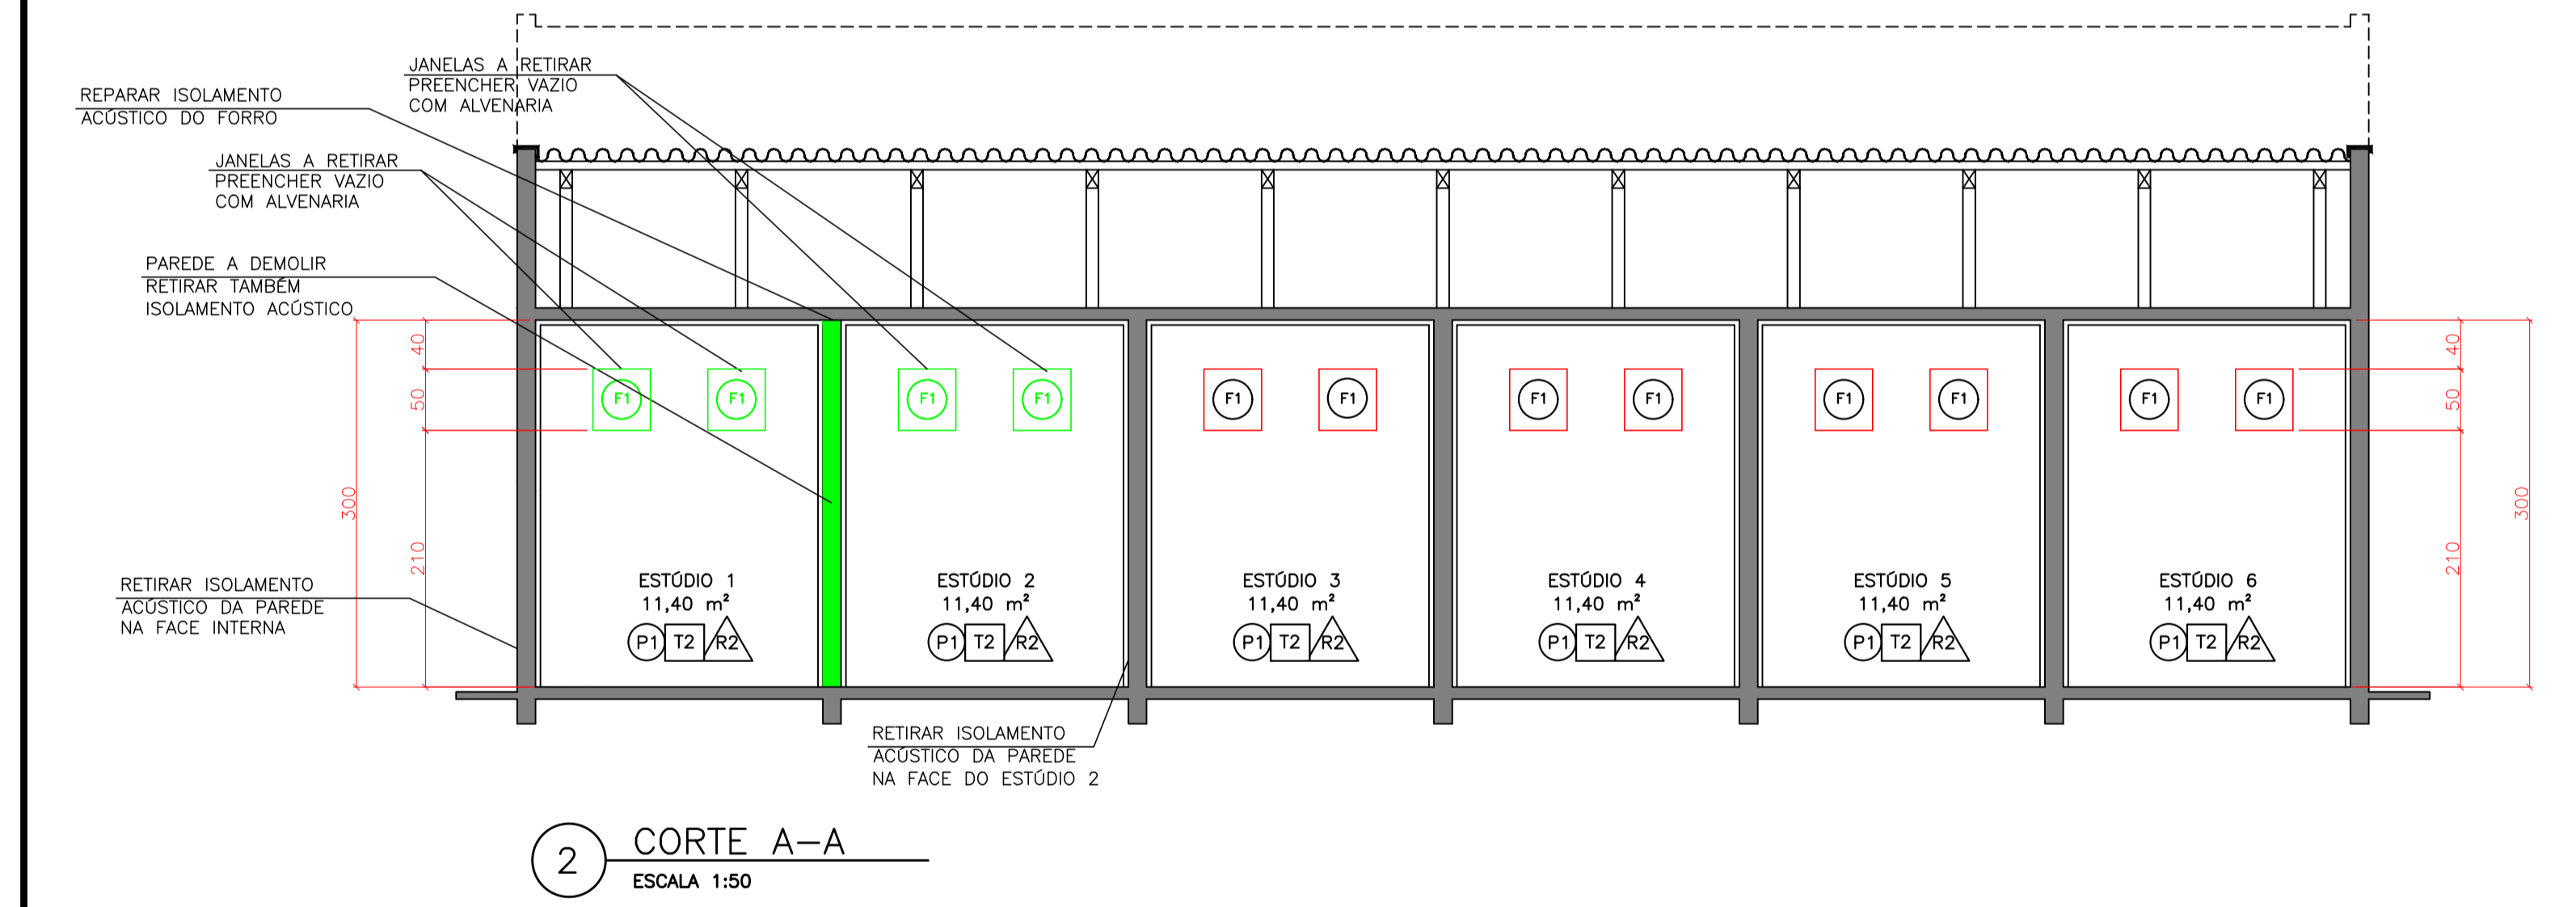 JANELAS A RETIRAR
PREENCHER VAZIO
COM ALVENARIA
REPARAR ISOLAMENTO
ACÚSTICO DO FORRO
JANELAS A RETIRAR
PREENCHER VAZIO
COM ALVENARIA
PAREDE A DEMOLIR
RETIRAR TAMBÉM
ISOLAMENTO ACÚSTICO
RETIRAR ISOLAMENTO
ACÚSTICO DA PAREDE
NA FACE INTERNA
300
40
50
210
F1 F1 F1 F1 F1 F1 F1 F1 F1 F1 F1 F1
40
50
210
300
ESTÚDIO 1
11,40 m²
P1 T2 R2
ESTÚDIO 2
11,40 m²
P1 T2 R2
ESTÚDIO 3
11,40 m²
P1 T2 R2
ESTÚDIO 4
11,40 m²
P1 T2 R2
ESTÚDIO 5
11,40 m²
P1 T2 R2
ESTÚDIO 6
11,40 m²
P1 T2 R2
RETIRAR ISOLAMENTO
ACÚSTICO DA PAREDE
NA FACE DO ESTÚDIO 2
2 CORTE A-A
ESCALA 1:50